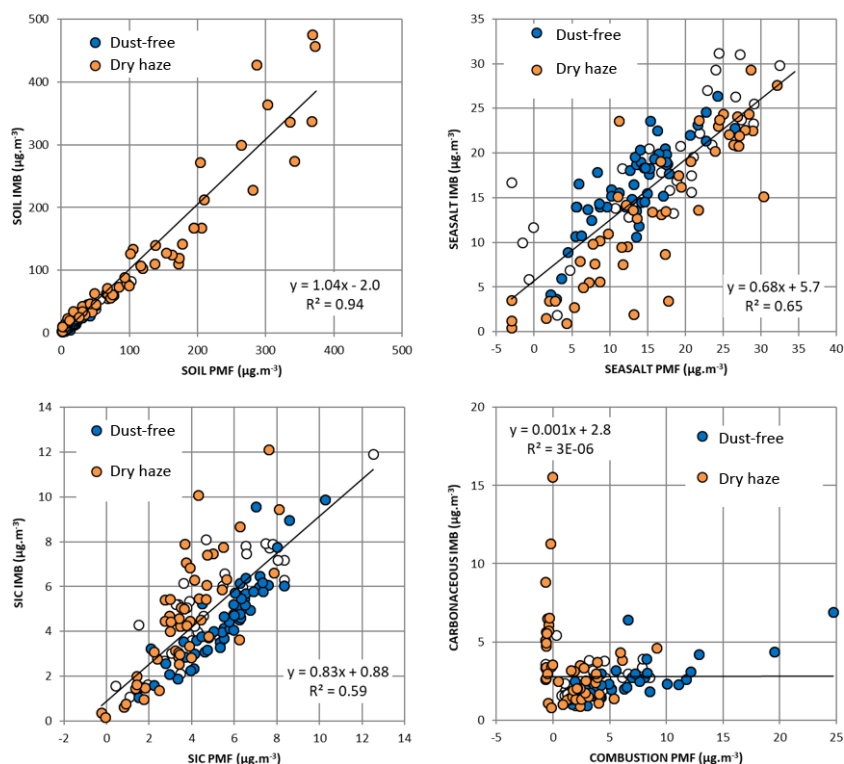 500
400
300
200
100
0
0 100 200 300 400 500
SOIL IMB (µg.m⁻³)
SOIL PMF (µg.m⁻³)
Dust-free
Dry haze
y = 1.04x - 2.0
R² = 0.94
35
30
25
20
15
10
5
0
-5 0 5 10 15 20 25 30 35 40
SEASALT IMB (µg.m⁻³)
SEASALT PMF (µg.m⁻³)
Dust-free
Dry haze
y = 0.68x + 5.7
R² = 0.65
14
12
10
8
6
4
2
0
-2 0 2 4 6 8 10 12 14
SIC IMB (µg.m⁻³)
SIC PMF (µg.m⁻³)
Dust-free
Dry haze
y = 0.83x + 0.88
R² = 0.59
20
15
10
5
0
-5 0 5 10 15 20 25
CARBONACEOUS IMB (µg.m⁻³)
COMBUSTION PMF (µg.m⁻³)
y = 0.001x + 2.8
R² = 3E-06
Dust-free
Dry haze